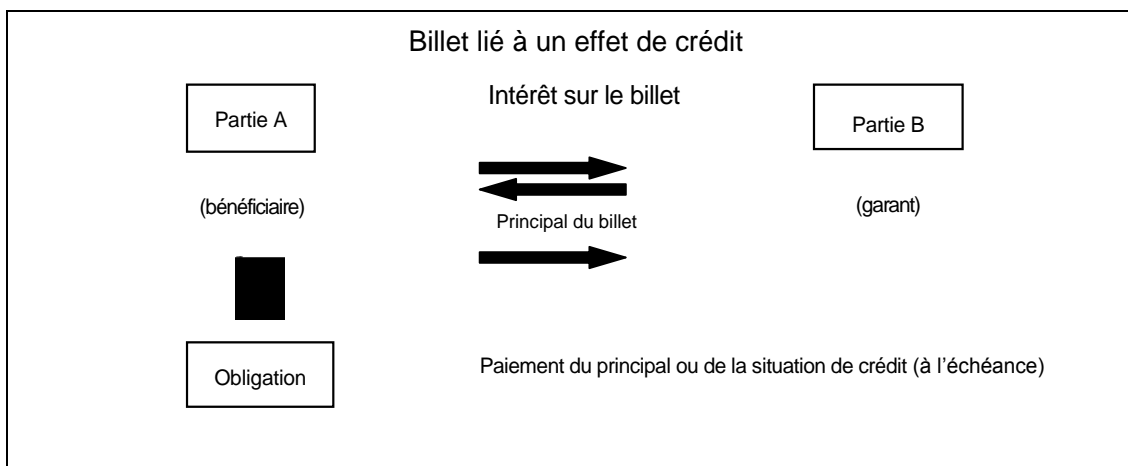 Billet lié à un effet de crédit
Intérêt sur le billet
Partie A
Partie B
(bénéficiaire)
(garant)
Principal du billet
Obligation
Paiement du principal ou de la situation de crédit (à l'échéance)